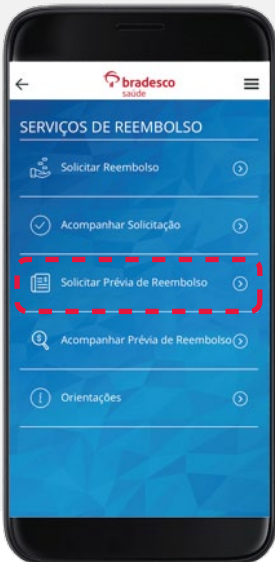 bradesco
saúde
SERVIÇOS DE REEMBOLSO
Solicitar Reembolso
Acompanhar Solicitação
Solicitar Prévia de Reembolso
Acompanhar Prévia de Reembolso
Orientações